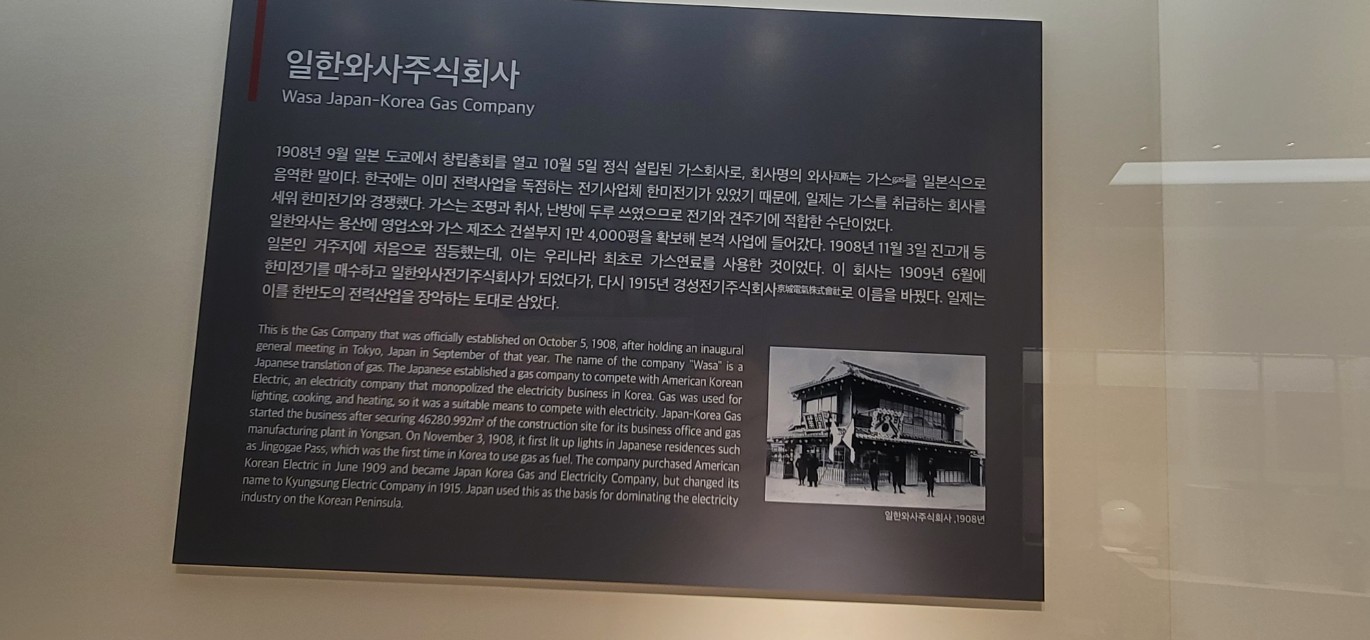 일한와사주식회사
Wasa Japan-Korea Gas Company
1908년 9월 일본 도쿄에서 창립총회를 열고 10월 5일 정식 설립된 가스회사로, 회사명의 와사瓦斯는 가스를 일본식으로
음역한 말이다. 한국에는 이미 전력사업을 독점하는 전기사업체 한미전기가 있었기 때문에, 일제는 가스를 취급하는 회사를
세워 한미전기와 경쟁했다. 가스는 조명과 취사, 난방에 두루 쓰였으므로 전기와 견주기에 적합한 수단이었다.
일한와사는 용산에 영업소와 가스 제조소 건설부지 1만 4,000평을 확보해 본격 사업에 들어갔다. 1908년 11월 3일 진고개 등
일본인 거주지에 처음으로 점등했는데, 이는 우리나라 최초로 가스연료를 사용한 것이었다. 이 회사는 1909년 6월에
한미전기를 매수하고 일한와사전기주식회사가 되었다가, 다시 1915년 경성전기주식회사京城電氣株式會社로 이름을 바꿨다. 일제는
이를 한반도의 전력산업을 장악하는 토대로 삼았다.
This is the Gas Company that was officially established on October 5, 1908, after holding an inaugural
general meeting in Tokyo, Japan in September of that year. The name of the company "Wasa" is a
Japanese translation of gas. The Japanese established a gas company to compete with American Korean
Electric, an electricity company that monopolized the electricity business in Korea. Gas was used for
lighting, cooking, and heating, so it was a suitable means to compete with electricity. Japan-Korea Gas
started the business after securing 46280.992m² of the construction site for its business office and gas
manufacturing plant in Yongsan. On November 3, 1908, it first lit up lights in Japanese residences such
as Jingogae Pass, which was the first time in Korea to use gas as fuel. The company purchased American
Korean Electric in June 1909 and became Japan Korea Gas and Electricity Company, but changed its
name to Kyungsung Electric Company in 1915. Japan used this as the basis for dominating the electricity
industry on the Korean Peninsula.
일한와사주식회사 ,1908년